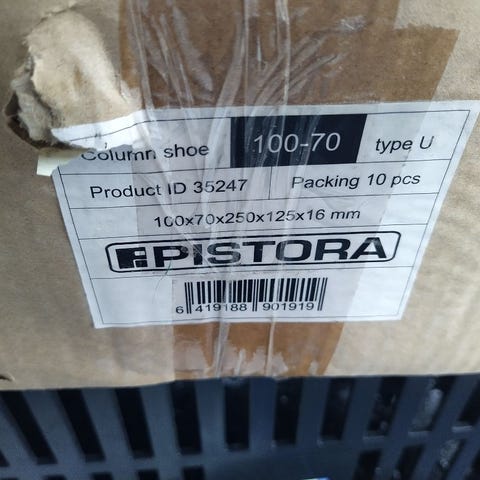 Column shoe 100-70 type U
Product ID 35247 Packing 10 pcs
100x70x250x125x16 mm
PISTORA
6 419188 901919